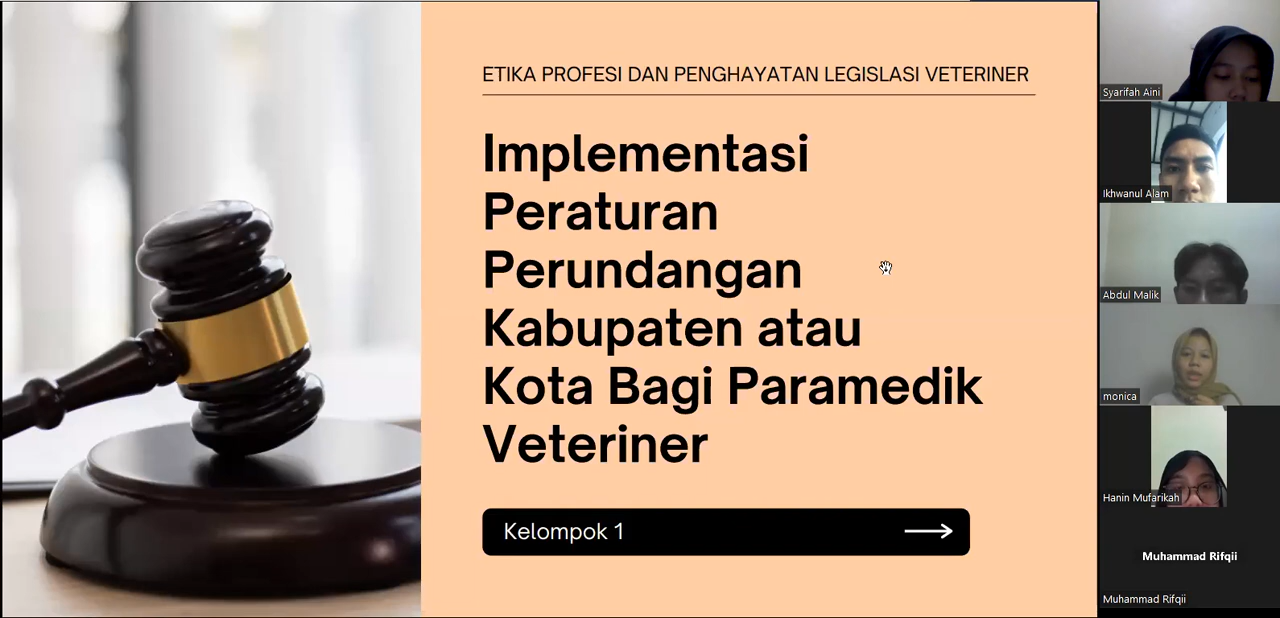 ETIKA PROFESI DAN PENGHAYATAN LEGISLASI VETERINER
Implementasi
Peraturan
Perundangan
Kabupaten atau
Kota Bagi Paramedik
Veteriner
Kelompok 1
Syarifah Aini
Ikhwanul Alam
Abdul Malik
monica
Hanin Mufarikah
Muhammad Rifqii
Muhammad Rifqii